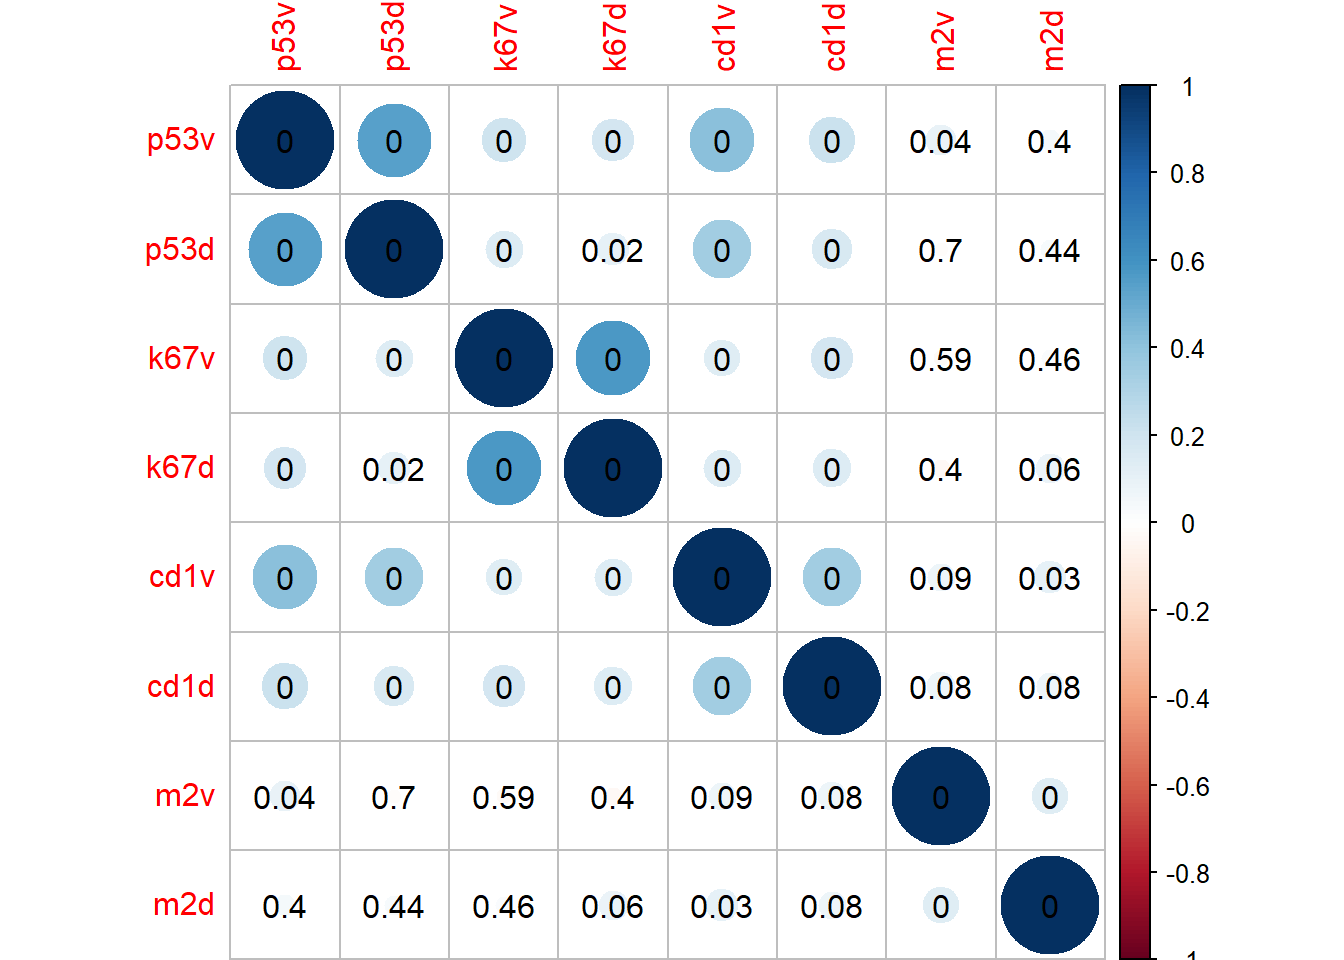 p53v p53d k67v k67d cd1v cd1d m2v m2d
p53v 0 0 0 0 0 0 0.04 0.4
p53d 0 0 0 0.02 0 0 0.7 0.44
k67v 0 0 0 0 0 0 0.59 0.46
k67d 0 0.02 0 0 0 0 0.4 0.06
cd1v 0 0 0 0 0 0 0.09 0.03
cd1d 0 0 0 0 0 0 0.08 0.08
m2v 0.04 0.7 0.59 0.4 0.09 0.08 0 0
m2d 0.4 0.44 0.46 0.06 0.03 0.08 0 0
1
0.8
0.6
0.4
0.2
0
-0.2
-0.4
-0.6
-0.8
-1